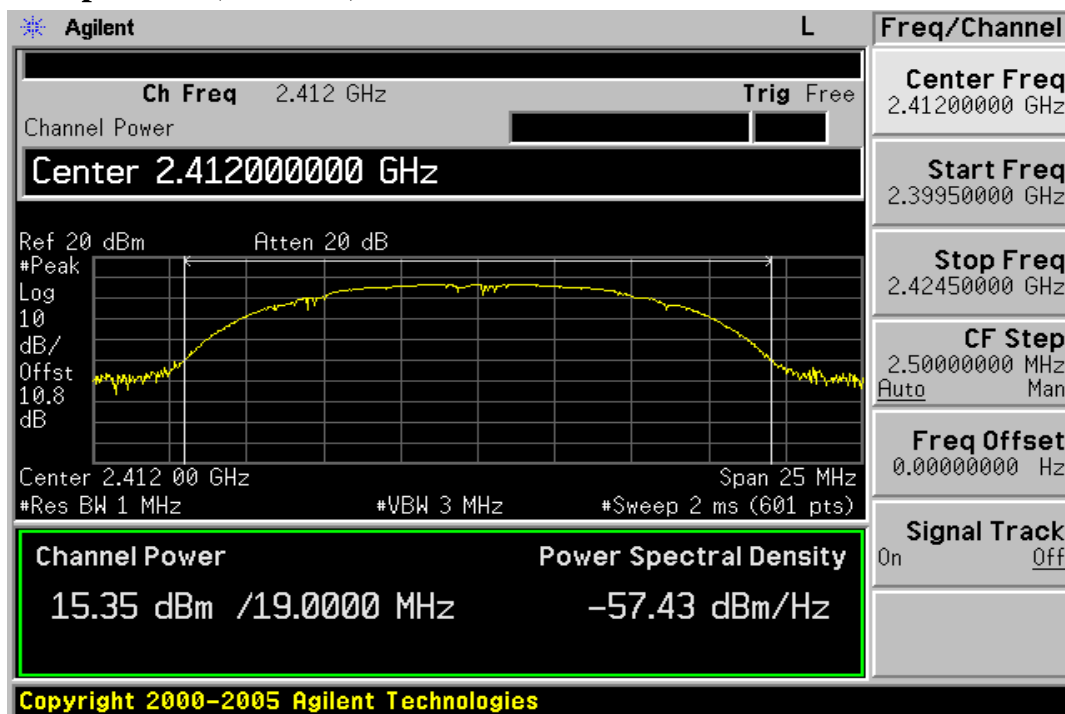 Agilent L
Ch Freq 2.412 GHz Trig Free
Channel Power
Center 2.412000000 GHz
Ref 20 dBm Atten 20 dB
#Peak
Log
10
dB/
Offst
10.8
dB
Center 2.412 00 GHz Span 25 MHz
#Res BW 1 MHz #VBW 3 MHz #Sweep 2 ms (601 pts)
Channel Power Power Spectral Density
15.35 dBm /19.0000 MHz -57.43 dBm/Hz
Copyright 2000-2005 Agilent Technologies
Freq/Channel
Center Freq
2.41200000 GHz
Start Freq
2.39950000 GHz
Stop Freq
2.42450000 GHz
CF Step
2.50000000 MHz
Auto Man
Freq Offset
0.00000000 Hz
Signal Track
On Off